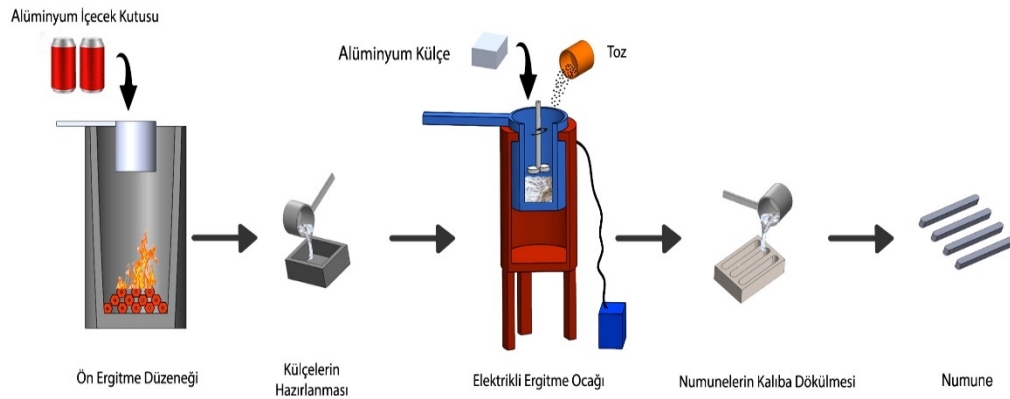 Alüminyum İçecek Kutusu
Alüminyum Külçe
Toz
Ön Ergitme Düzeneği
Külçelerin
Hazırlanması
Elektrikli Ergitme Ocağı
Numunelerin Kalıba Dökülmesi
Numune